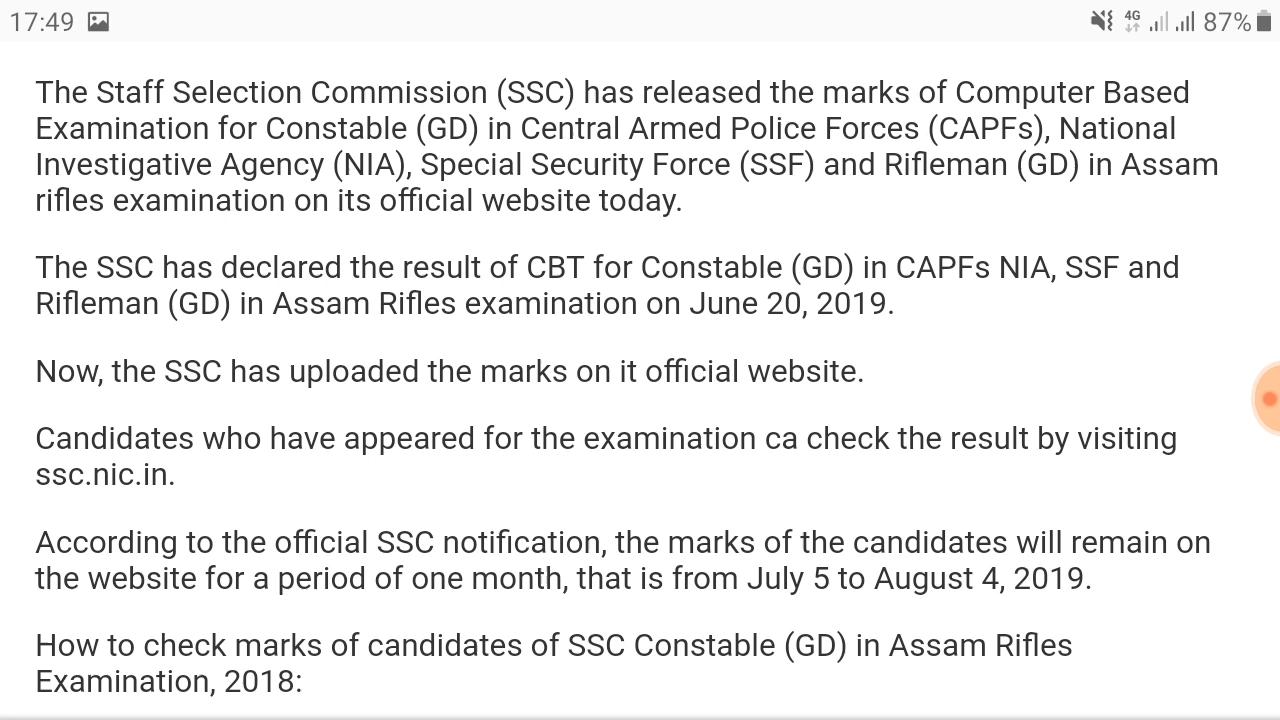 17:49 4G 87%
The Staff Selection Commission (SSC) has released the marks of Computer Based
Examination for Constable (GD) in Central Armed Police Forces (CAPFs), National
Investigative Agency (NIA), Special Security Force (SSF) and Rifleman (GD) in Assam
rifles examination on its official website today.
The SSC has declared the result of CBT for Constable (GD) in CAPFs NIA, SSF and
Rifleman (GD) in Assam Rifles examination on June 20, 2019.
Now, the SSC has uploaded the marks on it official website.
Candidates who have appeared for the examination ca check the result by visiting
ssc.nic.in.
According to the official SSC notification, the marks of the candidates will remain on
the website for a period of one month, that is from July 5 to August 4, 2019.
How to check marks of candidates of SSC Constable (GD) in Assam Rifles
Examination, 2018: